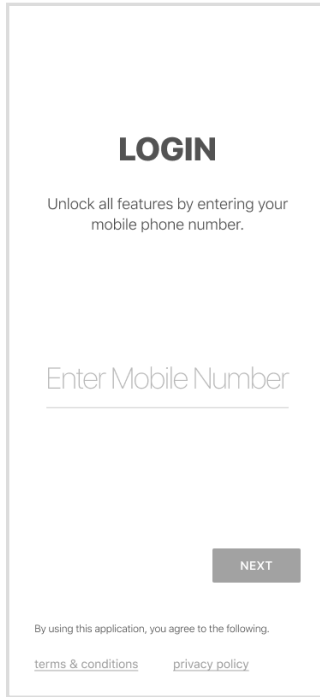 LOGIN
Unlock all features by entering your
mobile phone number.
Enter Mobile Number
NEXT
By using this application, you agree to the following.
terms & conditions privacy policy